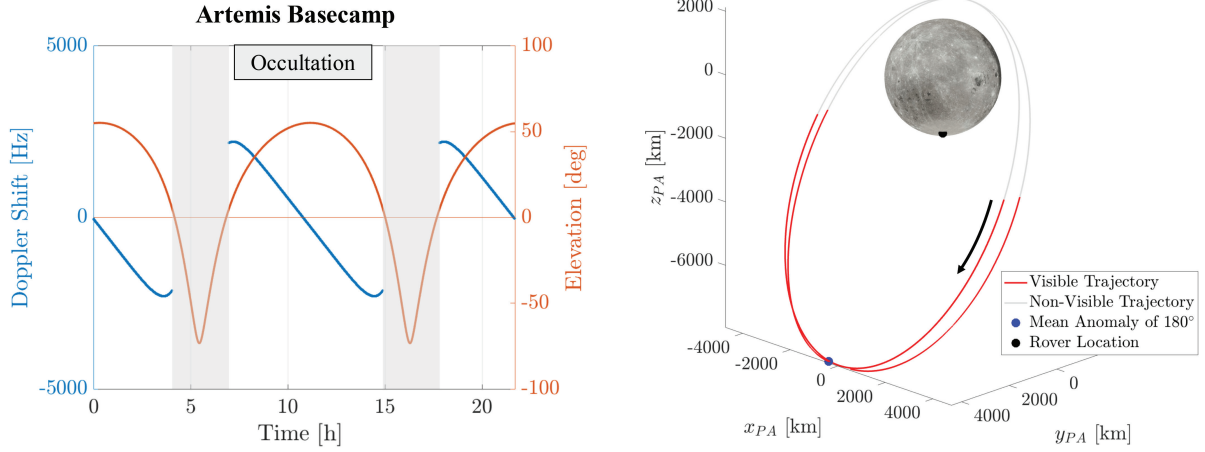 Artemis Basecamp
Occultation
Doppler Shift [Hz]
5000
0
-5000
Elevation [deg]
100
50
0
-50
-100
0 5 10 15 20
Time [h]
z_PA [km]
2000
0
-2000
-4000
-6000
-4000
-2000
0
2000
4000
x_PA [km]
4000
2000
0
y_PA [km]
Visible Trajectory
Non-Visible Trajectory
Mean Anomaly of 180°
Rover Location